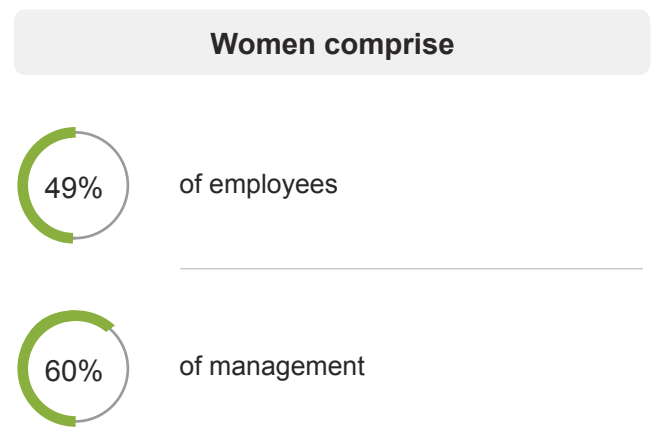 Women comprise
49% of employees
60% of management